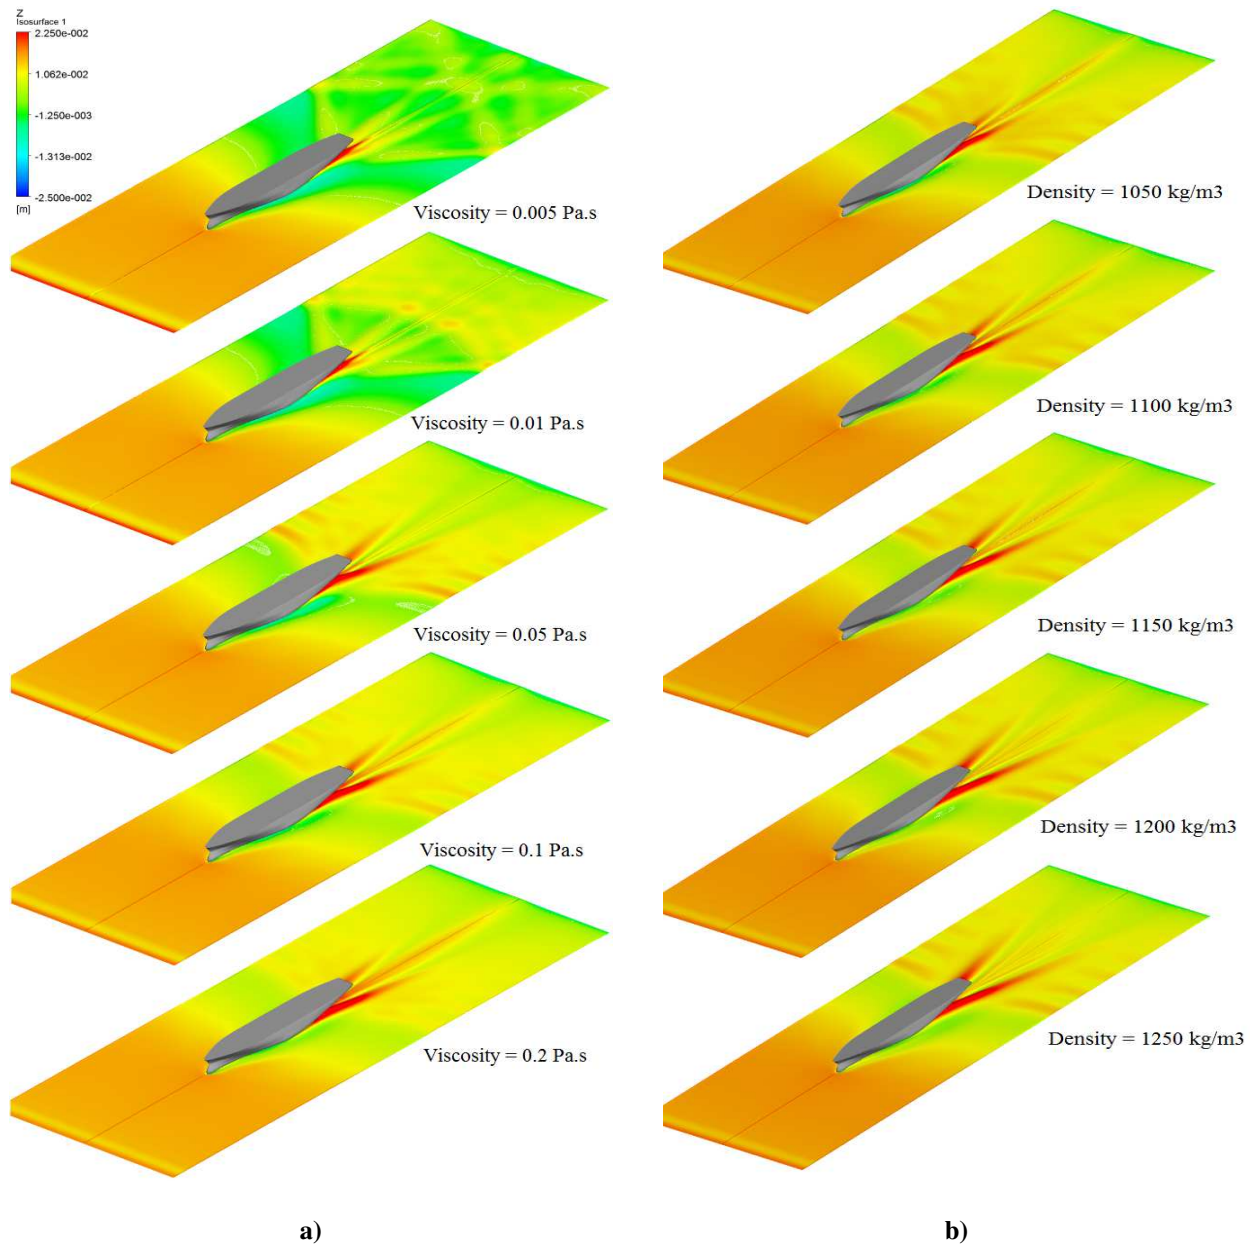 Z
Isosurface 1
2.250e-002
1.062e-002
-1.250e-003
-1.313e-002
-2.500e-002
[m]
Viscosity = 0.005 Pa.s
Density = 1050 kg/m3
Viscosity = 0.01 Pa.s
Density = 1100 kg/m3
Viscosity = 0.05 Pa.s
Density = 1150 kg/m3
Viscosity = 0.1 Pa.s
Density = 1200 kg/m3
Viscosity = 0.2 Pa.s
Density = 1250 kg/m3
a)
b)